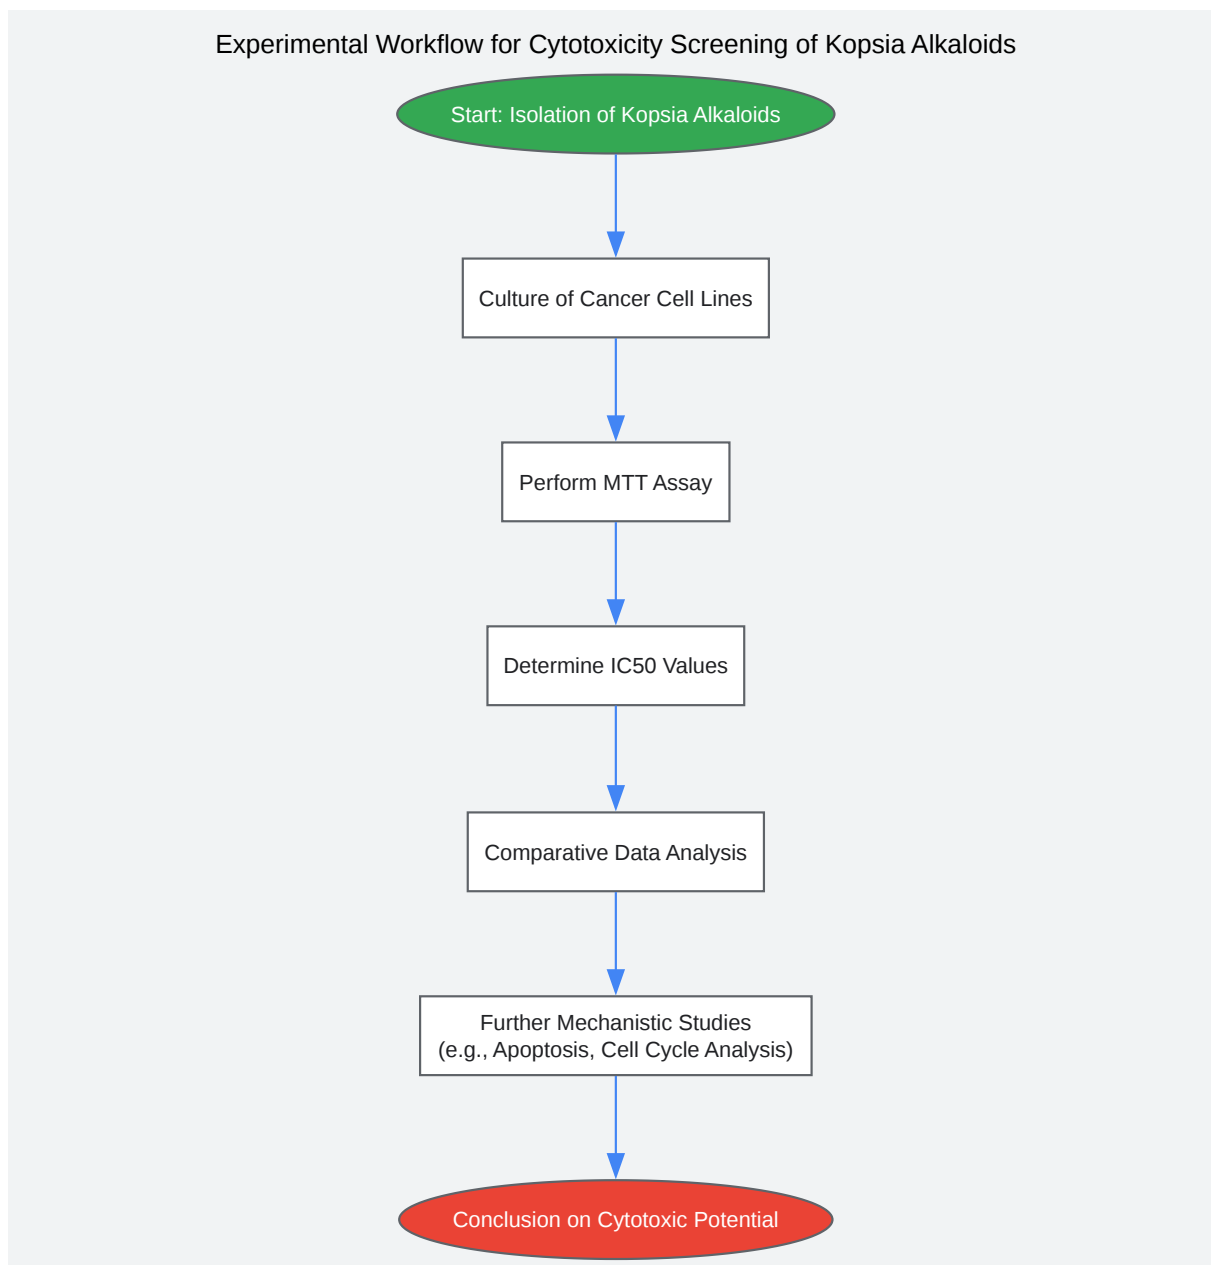 Experimental Workflow for Cytotoxicity Screening of Kopsia Alkaloids
Start: Isolation of Kopsia Alkaloids
Culture of Cancer Cell Lines
Perform MTT Assay
Determine IC50 Values
Comparative Data Analysis
Further Mechanistic Studies
(e.g., Apoptosis, Cell Cycle Analysis)
Conclusion on Cytotoxic Potential